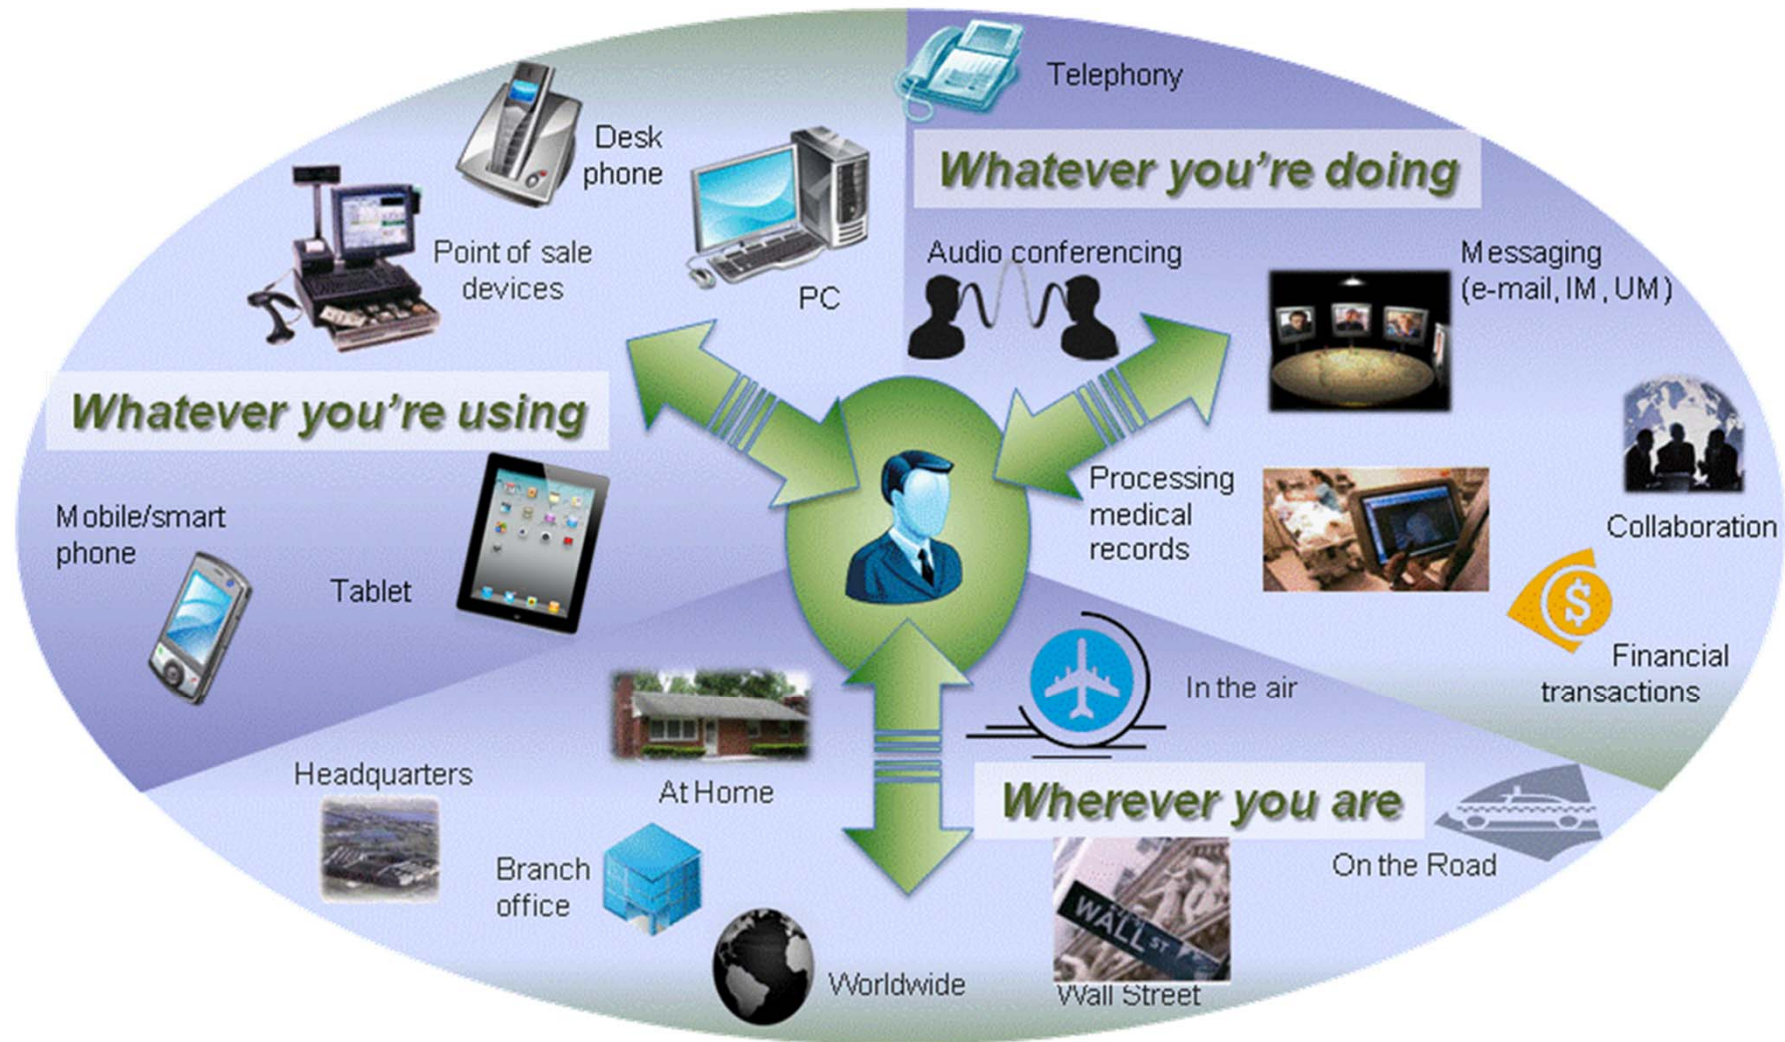 Telephony
Desk
phone
Whatever you're doing
Point of sale
devices
PC
Audio conferencing
Messaging
(e-mail, IM, UM)
Whatever you're using
Mobile/smart
phone
Tablet
Processing
medical
records
Collaboration
Financial
transactions
In the air
Headquarters
At Home
Wherever you are
On the Road
Branch
office
WALL ST
Worldwide
Wall Street
$